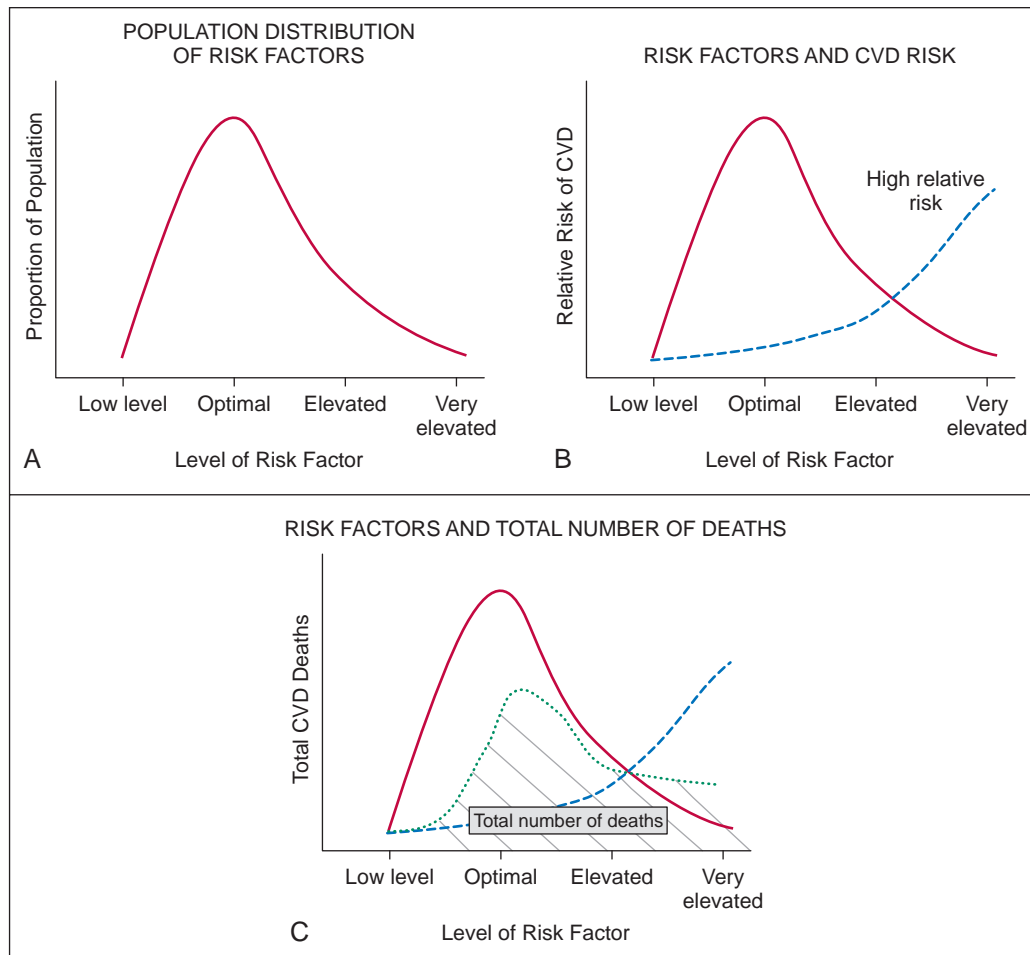 POPULATION DISTRIBUTION
OF RISK FACTORS
Proportion of Population
Low level
Optimal
Elevated
Very
elevated
A
Level of Risk Factor
RISK FACTORS AND CVD RISK
Relative Risk of CVD
High relative
risk
Low level
Optimal
Elevated
Very
elevated
B
Level of Risk Factor
RISK FACTORS AND TOTAL NUMBER OF DEATHS
Total CVD Deaths
Total number of deaths
Low level
Optimal
Elevated
Very
elevated
C
Level of Risk Factor